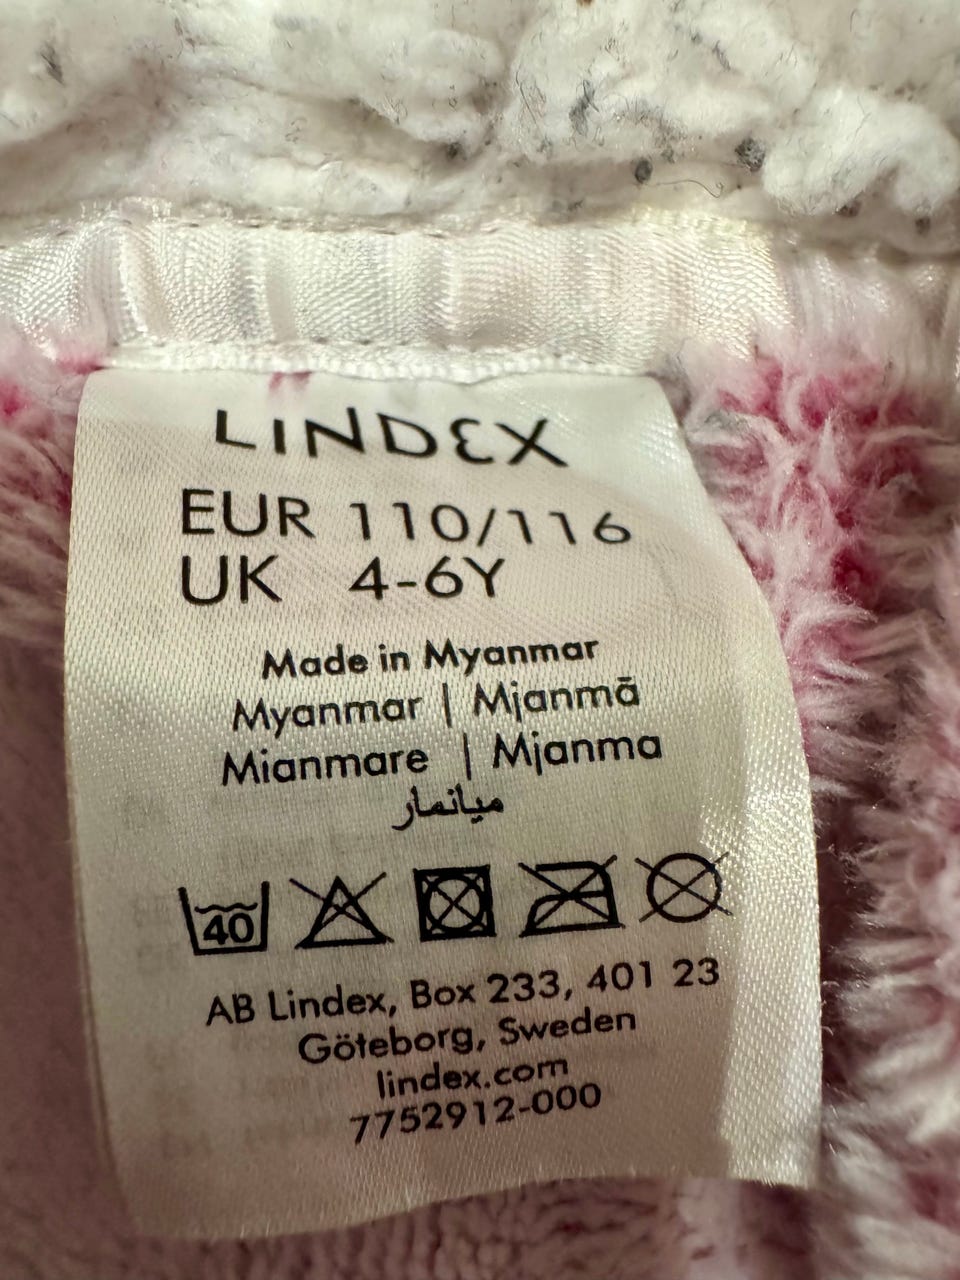 LINDEX
EUR 110/116
UK 4-6Y
Made in Myanmar
Myanmar | Mjanmā
Mianmare | Mjanma
ميانمار
40
AB Lindex, Box 233, 401 23
Göteborg, Sweden
lindex.com
7752912-000